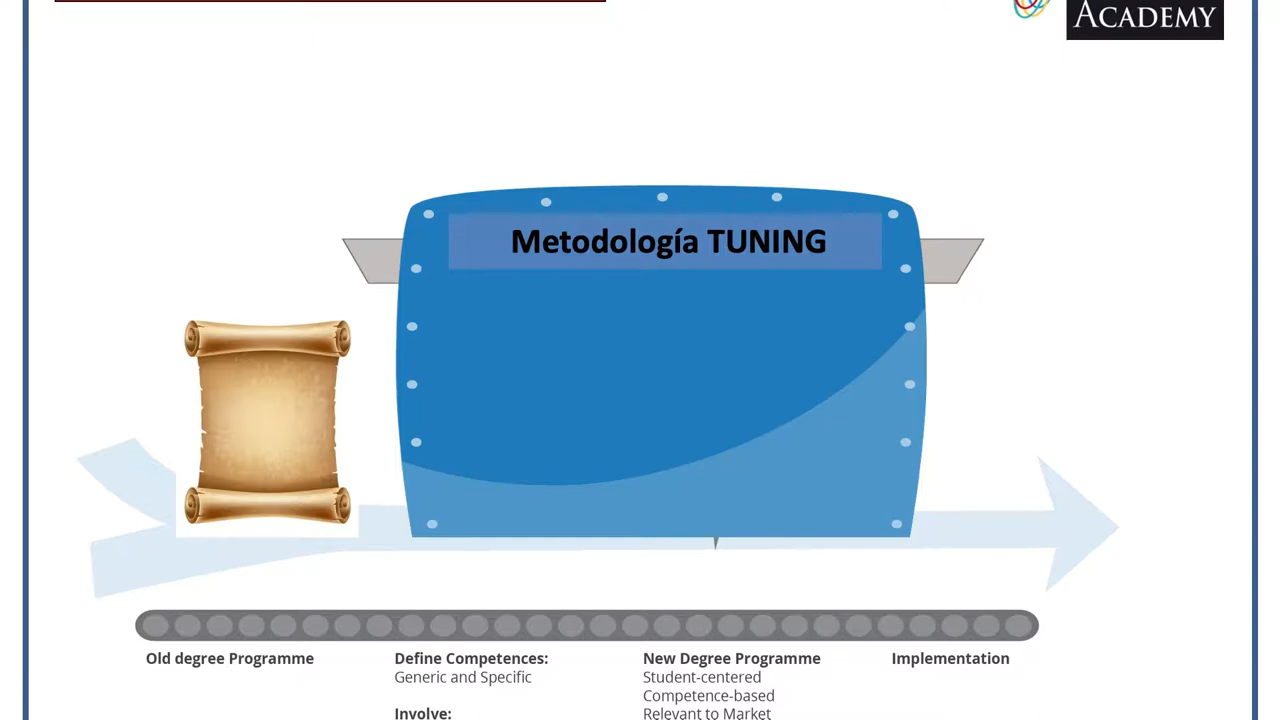 ACADEMY
Metodología TUNING
Old degree Programme
Define Competences:
Generic and Specific
Involve:
New Degree Programme
Student-centered
Competence-based
Relevant to Market
Implementation